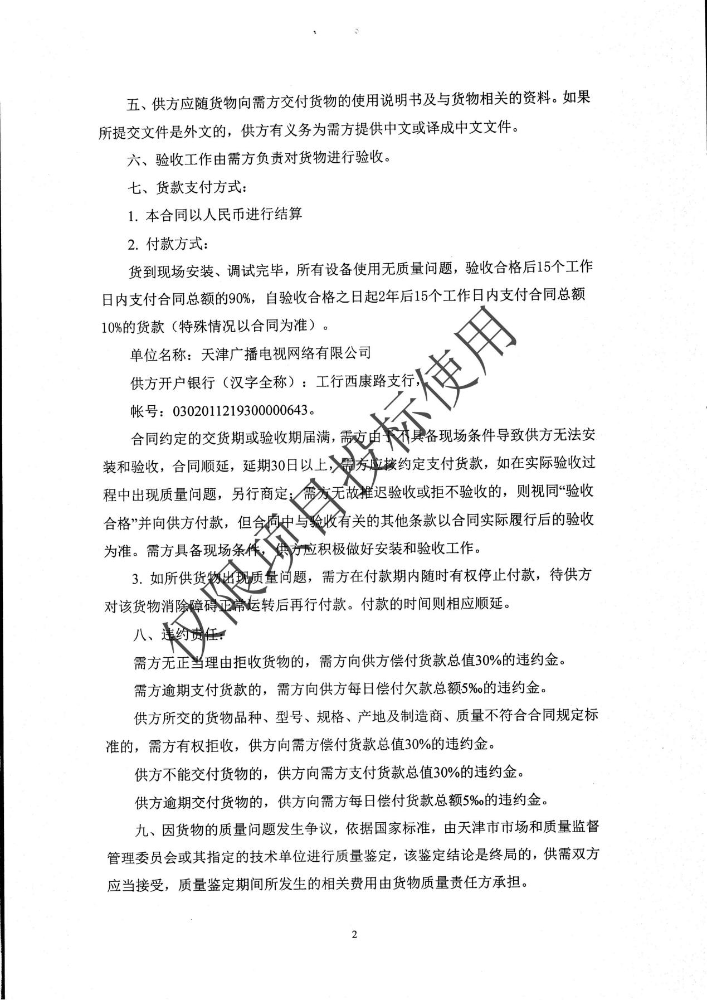 五、供方应随货物向需方交付货物的使用说明书及与货物相关的资料。如果
所提交文件是外文的，供方有义务为需方提供中文或译成中文文件。
六、验收工作由需方负责对货物进行验收。
七、货款支付方式：
1. 本合同以人民币进行结算
2. 付款方式：
货到现场安装、调试完毕，所有设备使用无质量问题，验收合格后15个工作
日内支付合同总额的90%，自验收合格之日起2年后15个工作日内支付合同总额
10%的货款（特殊情况以合同为准）。
单位名称：天津广播电视网络有限公司
供方开户银行（汉字全称）：工行西康路支行，
帐号：0302011219300000643。
合同约定的交货期或验收期届满，需方由于不具备现场条件导致供方无法安
装和验收，合同顺延，延期30日以上，需方应按约定支付货款，如在实际验收过
程中出现质量问题，另行商定；需方无故推迟验收或拒不验收的，则视同“验收
合格”并向供方付款，但合同中与验收有关的其他条款以合同实际履行后的验收
为准。需方具备现场条件，供方应积极做好安装和验收工作。
3. 如所供货物出现质量问题，需方在付款期内随时有权停止付款，待供方
对该货物消除障碍正常运转后再行付款。付款的时间则相应顺延。
八、违约责任：
需方无正当理由拒收货物的，需方向供方偿付货款总值30%的违约金。
需方逾期支付货款的，需方向供方每日偿付欠款总额5‰的违约金。
供方所交的货物品种、型号、规格、产地及制造商、质量不符合合同规定标
准的，需方有权拒收，供方向需方偿付货款总值30%的违约金。
供方不能交付货物的，供方向需方支付货款总值30%的违约金。
供方逾期交付货物的，供方向需方每日偿付货款总额5‰的违约金。
九、因货物的质量问题发生争议，依据国家标准，由天津市市场和质量监督
管理委员会或其指定的技术单位进行质量鉴定，该鉴定结论是终局的，供需双方
应当接受，质量鉴定期间所发生的相关费用由货物质量责任方承担。
2
仅限项目投标使用